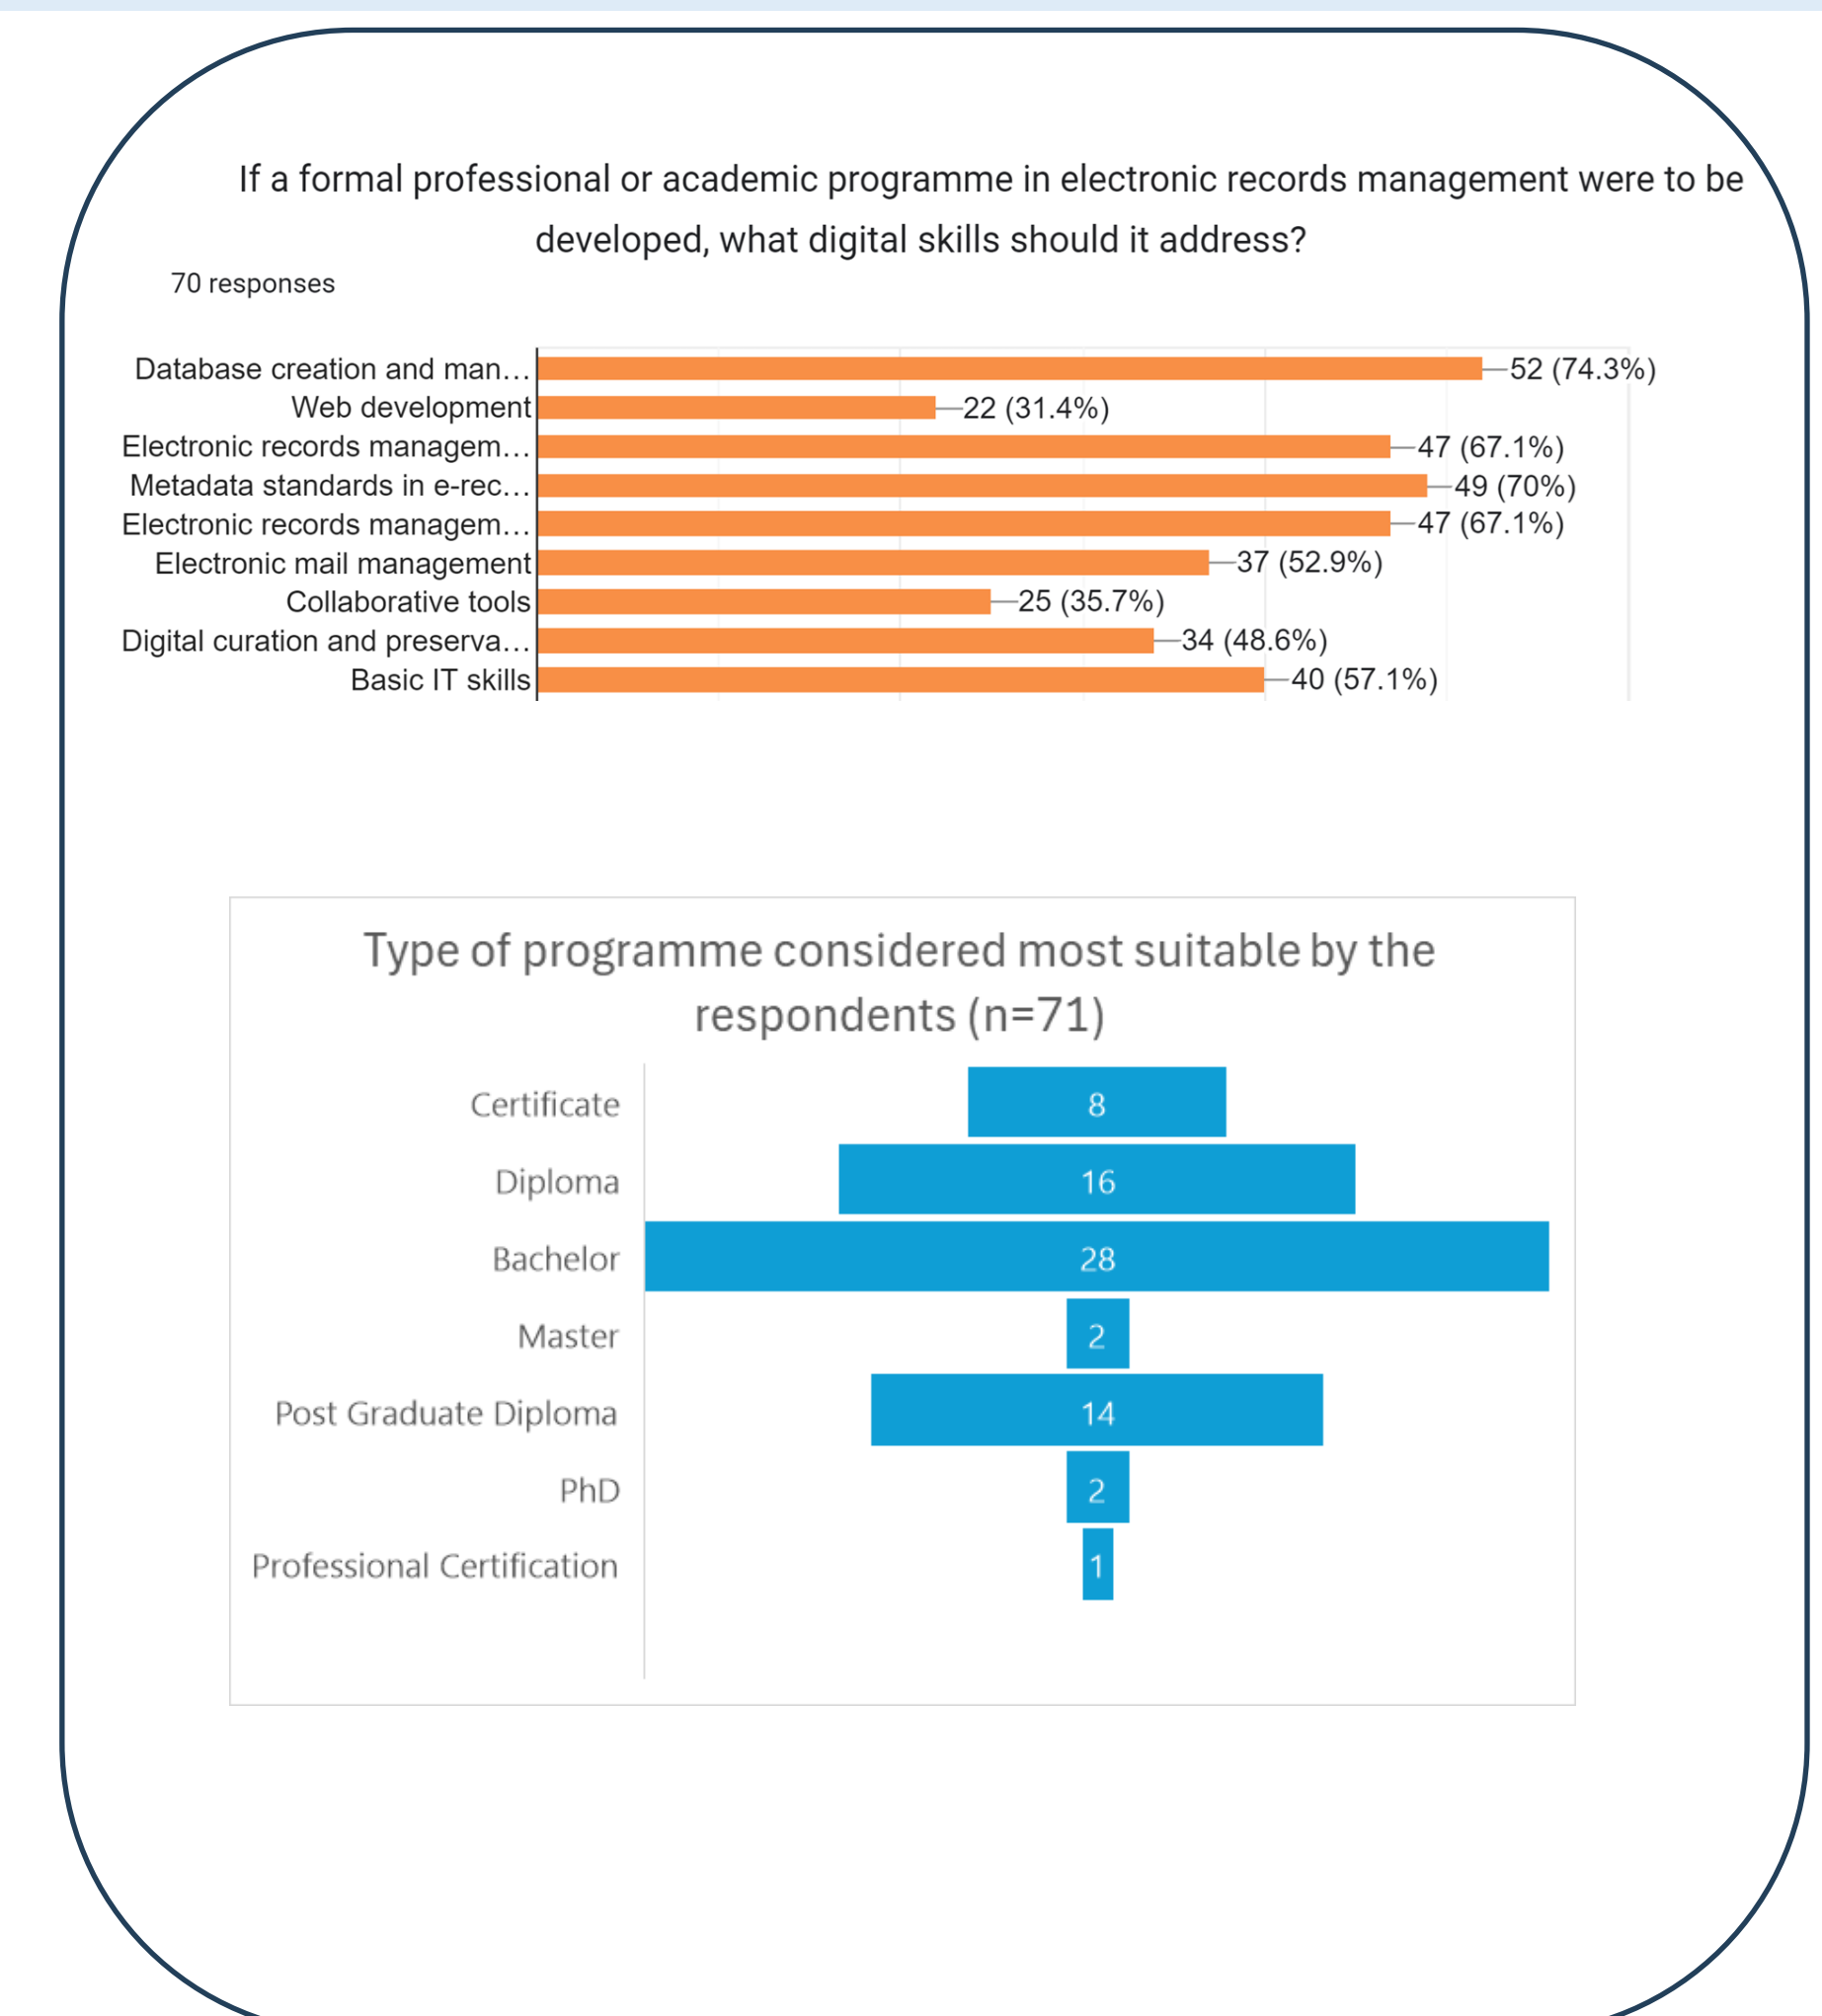 If a formal professional or academic programme in electronic records management were to be
developed, what digital skills should it address?
70 responses
Database creation and man… 52 (74.3%)
Web development 22 (31.4%)
Electronic records managem… 47 (67.1%)
Metadata standards in e-rec… 49 (70%)
Electronic records managem… 47 (67.1%)
Electronic mail management 37 (52.9%)
Collaborative tools 25 (35.7%)
Digital curation and preserva… 34 (48.6%)
Basic IT skills 40 (57.1%)
Type of programme considered most suitable by the
respondents (n=71)
Certificate 8
Diploma 16
Bachelor 28
Master 2
Post Graduate Diploma 14
PhD 2
Professional Certification 1